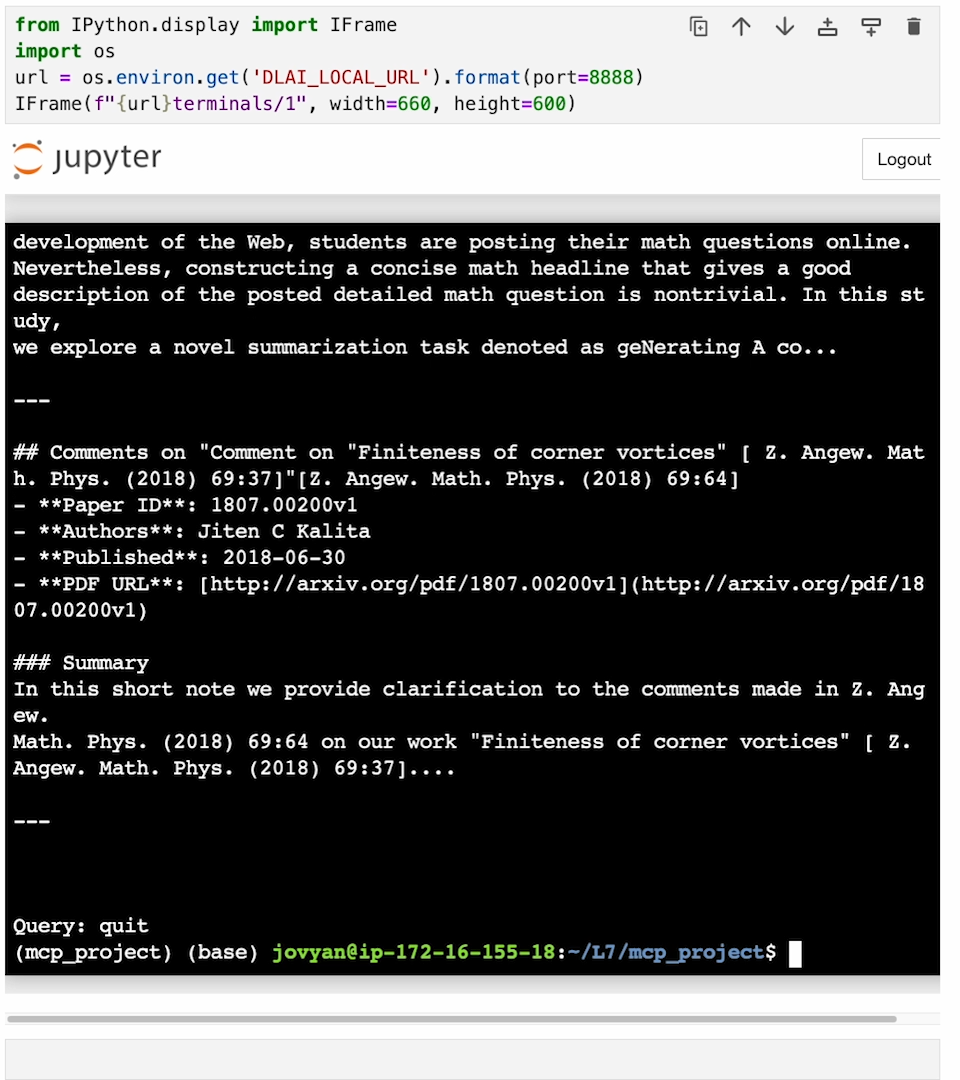 from IPython.display import IFrame
import os
url = os.environ.get('DLAI_LOCAL_URL').format(port=8888)
IFrame(f"{url}terminals/1", width=660, height=600)
jupyter
Logout
development of the Web, students are posting their math questions online.
Nevertheless, constructing a concise math headline that gives a good
description of the posted detailed math question is nontrivial. In this st
udy,
we explore a novel summarization task denoted as geNerating A co...
---
## Comments on "Comment on "Finiteness of corner vortices" [ Z. Angew. Mat
h. Phys. (2018) 69:37]"[Z. Angew. Math. Phys. (2018) 69:64]
- **Paper ID**: 1807.00200v1
- **Authors**: Jiten C Kalita
- **Published**: 2018-06-30
- **PDF URL**: [http://arxiv.org/pdf/1807.00200v1](http://arxiv.org/pdf/18
07.00200v1)
### Summary
In this short note we provide clarification to the comments made in Z. Ang
ew.
Math. Phys. (2018) 69:64 on our work "Finiteness of corner vortices" [ Z.
Angew. Math. Phys. (2018) 69:37]....
---
Query: quit
(mcp_project) (base) jovyan@ip-172-16-155-18:~/L7/mcp_project$